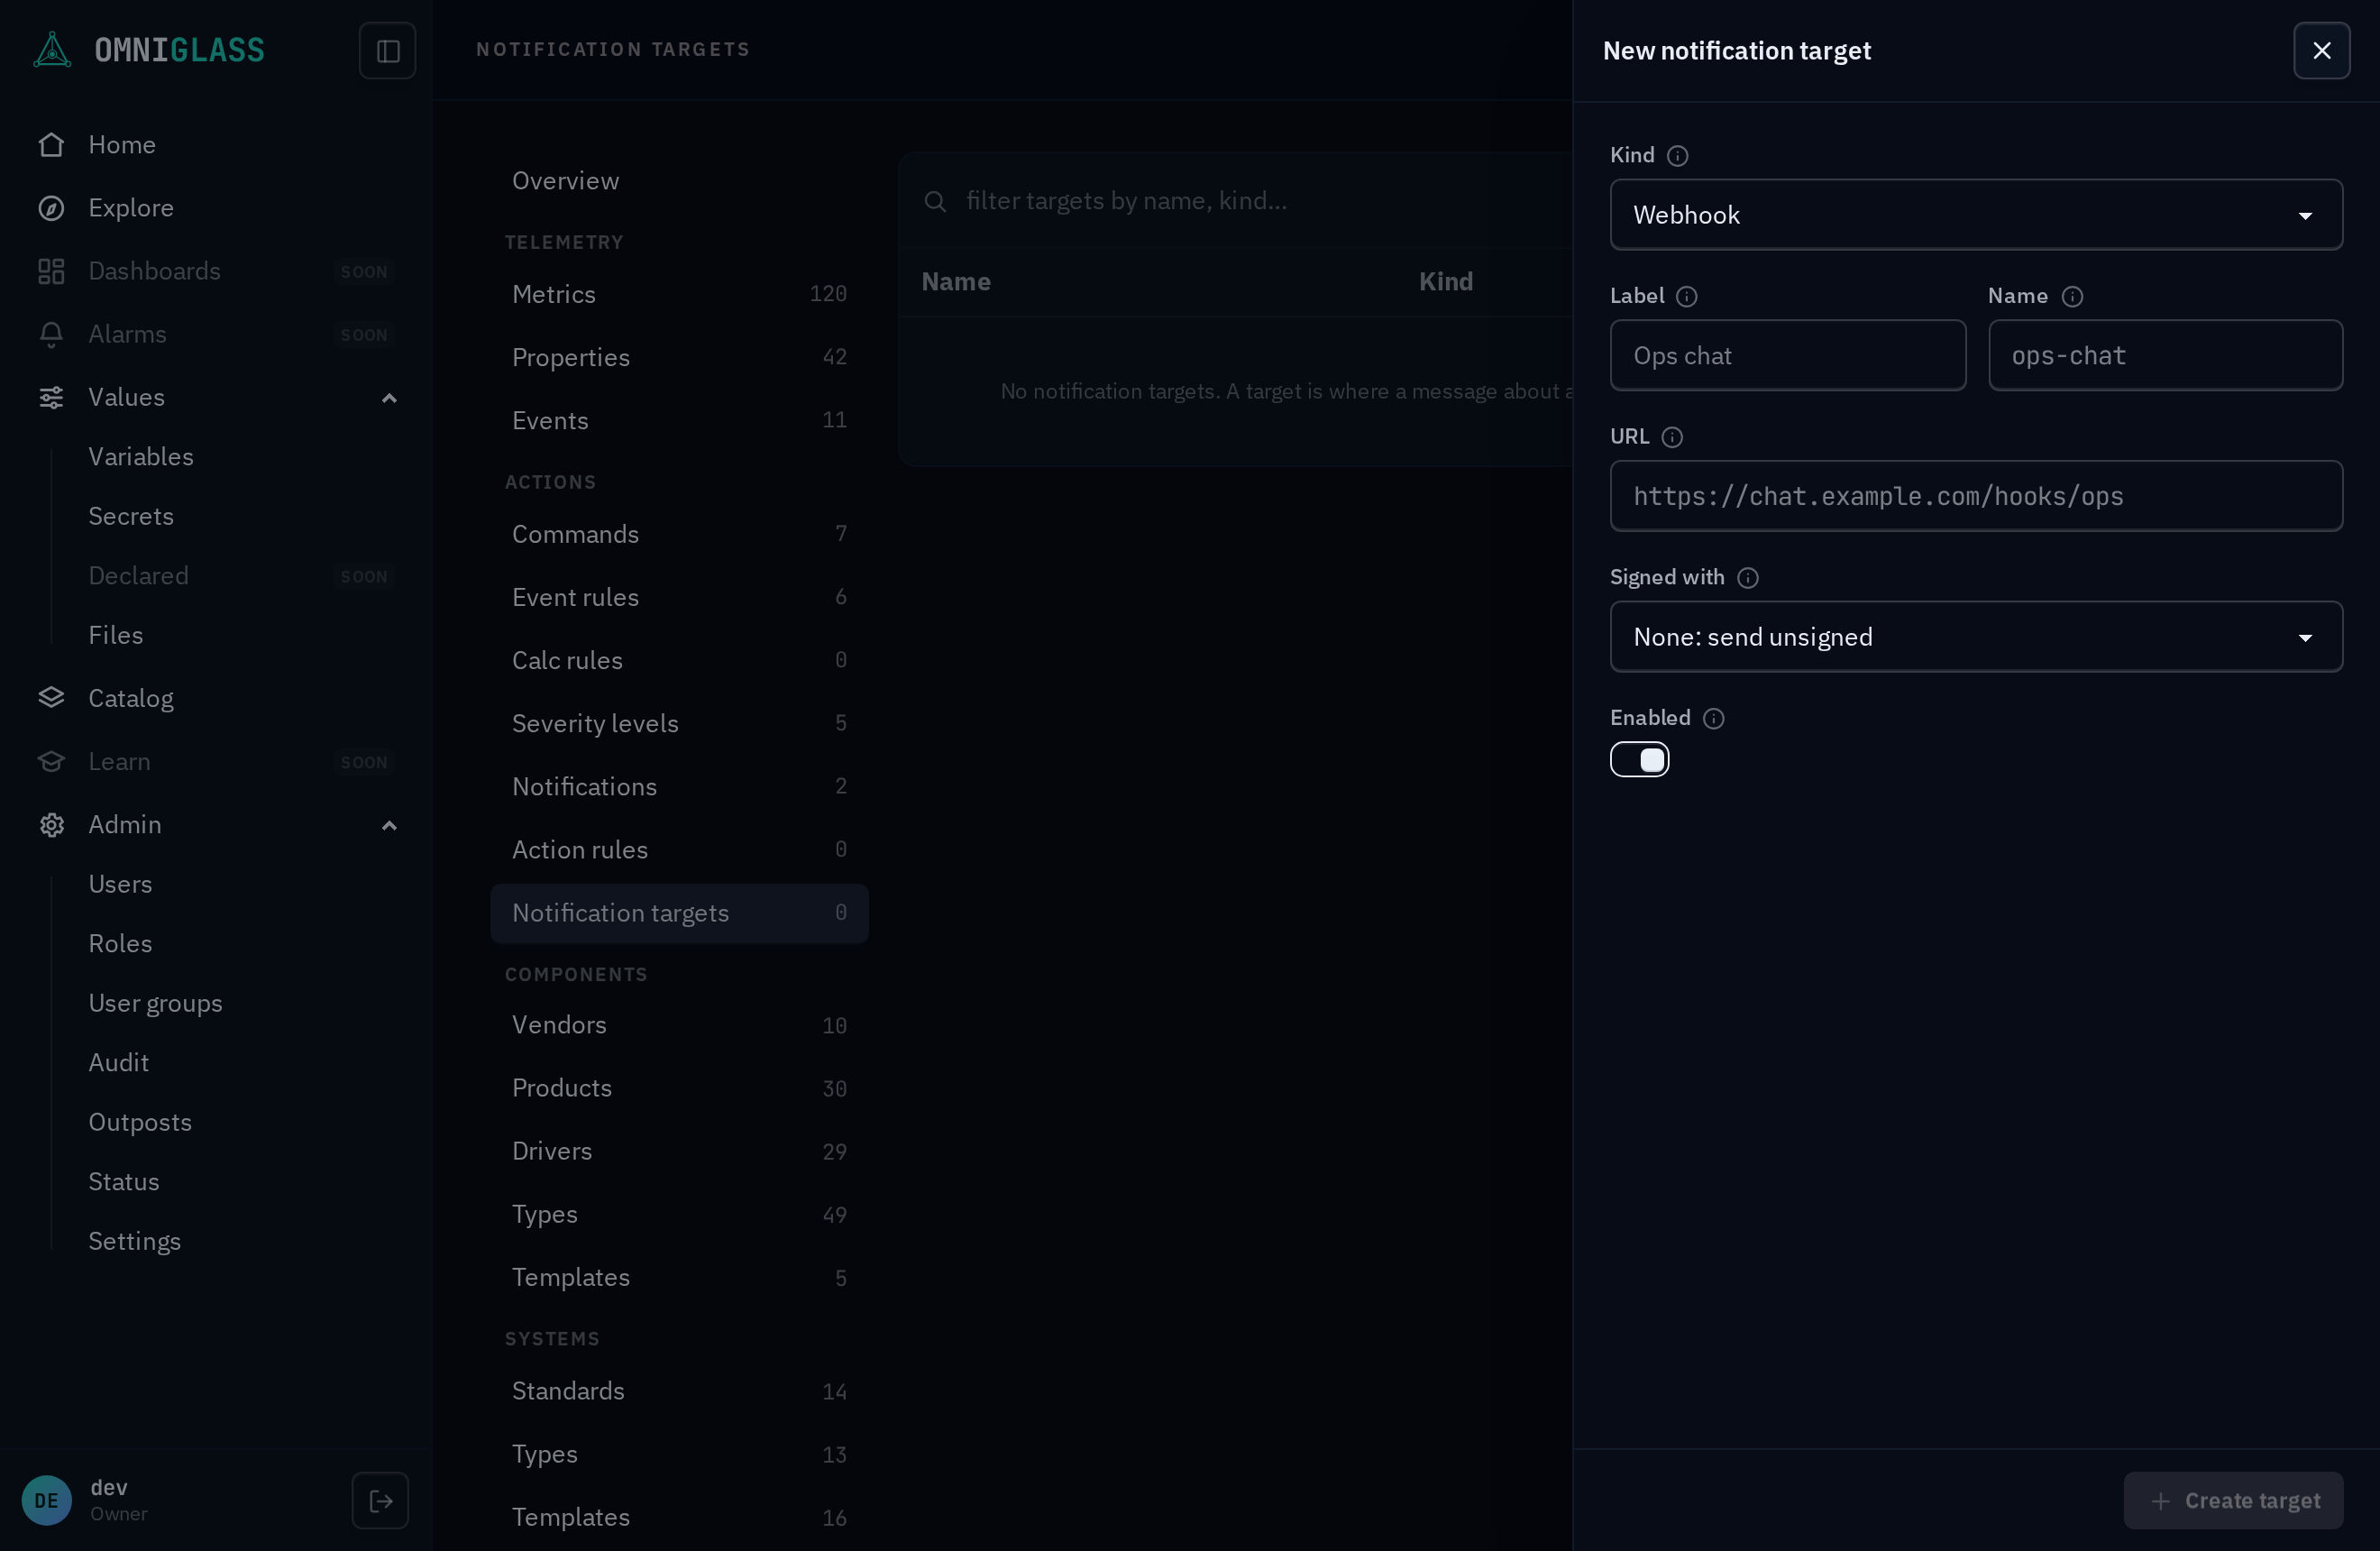 OMNIGLASS
Home
Explore
Dashboards SOON
Alarms SOON
Values
Variables
Secrets
Declared SOON
Files
Catalog
Learn SOON
Admin
Users
Roles
User groups
Audit
Outposts
Status
Settings
DE
dev
Owner
NOTIFICATION TARGETS
Overview
TELEMETRY
Metrics 120
Properties 42
Events 11
ACTIONS
Commands 7
Event rules 6
Calc rules 0
Severity levels 5
Notifications 2
Action rules 0
Notification targets 0
COMPONENTS
Vendors 10
Products 30
Drivers 29
Types 49
Templates 5
SYSTEMS
Standards 14
Types 13
Templates 16
filter targets by name, kind...
Name Kind
No notification targets. A target is where a message about
New notification target
Kind
Webhook
Label Name
Ops chat ops-chat
URL
https://chat.example.com/hooks/ops
Signed with
None: send unsigned
Enabled
Create target